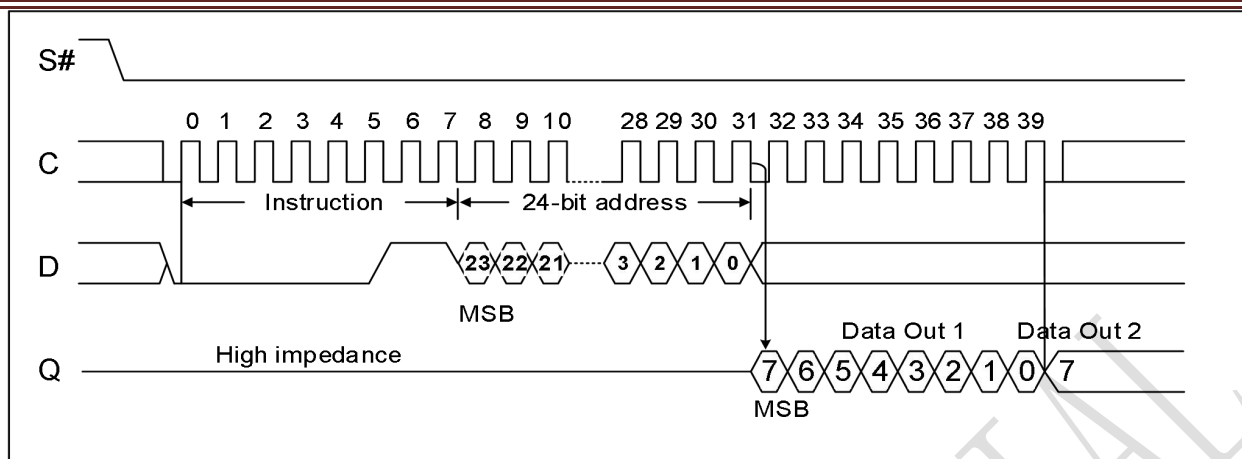 S#
0 1 2 3 4 5 6 7 8 9 10 28 29 30 31 32 33 34 35 36 37 38 39
C
Instruction 24-bit address
D 23 22 21 3 2 1 0
MSB
Data Out 1 Data Out 2
High impedance
Q 7 6 5 4 3 2 1 0 7
MSB